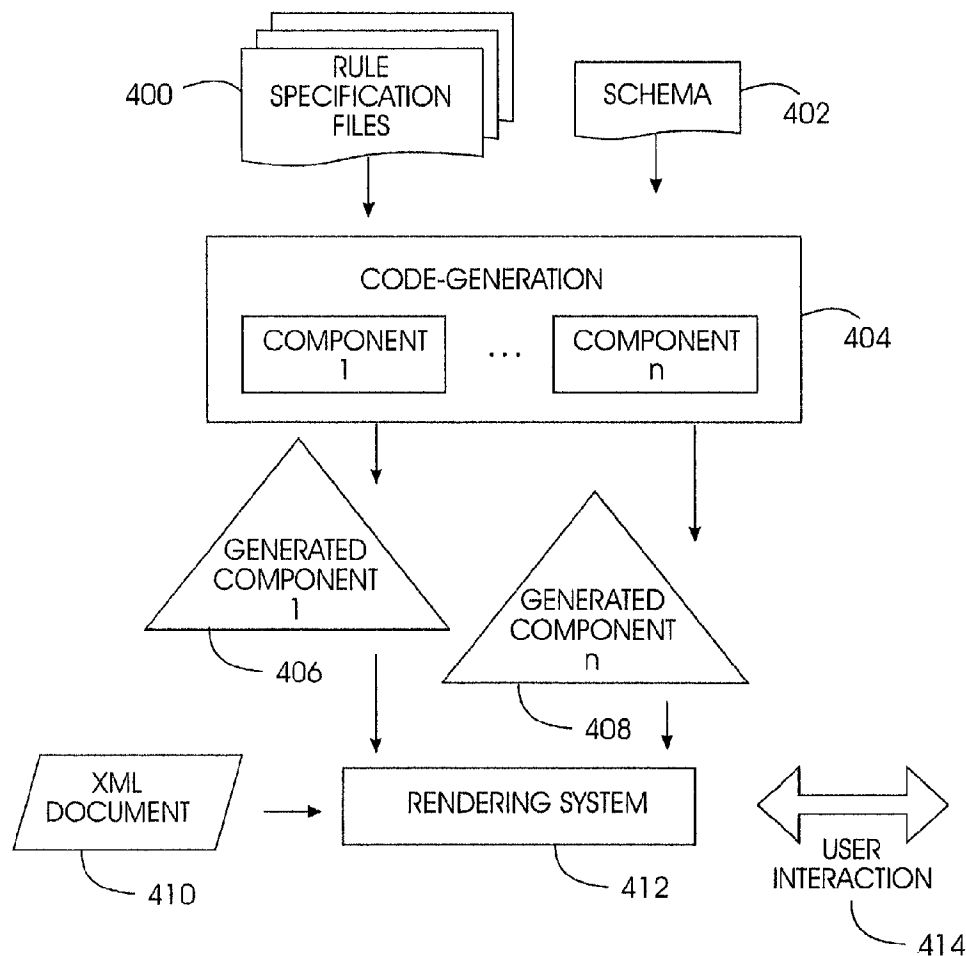 RULE
SPECIFICATION
FILES
400
SCHEMA
402
CODE-GENERATION
COMPONENT
1
...
COMPONENT
n
404
GENERATED
COMPONENT
1
406
GENERATED
COMPONENT
n
408
XML
DOCUMENT
410
RENDERING SYSTEM
412
USER
INTERACTION
414